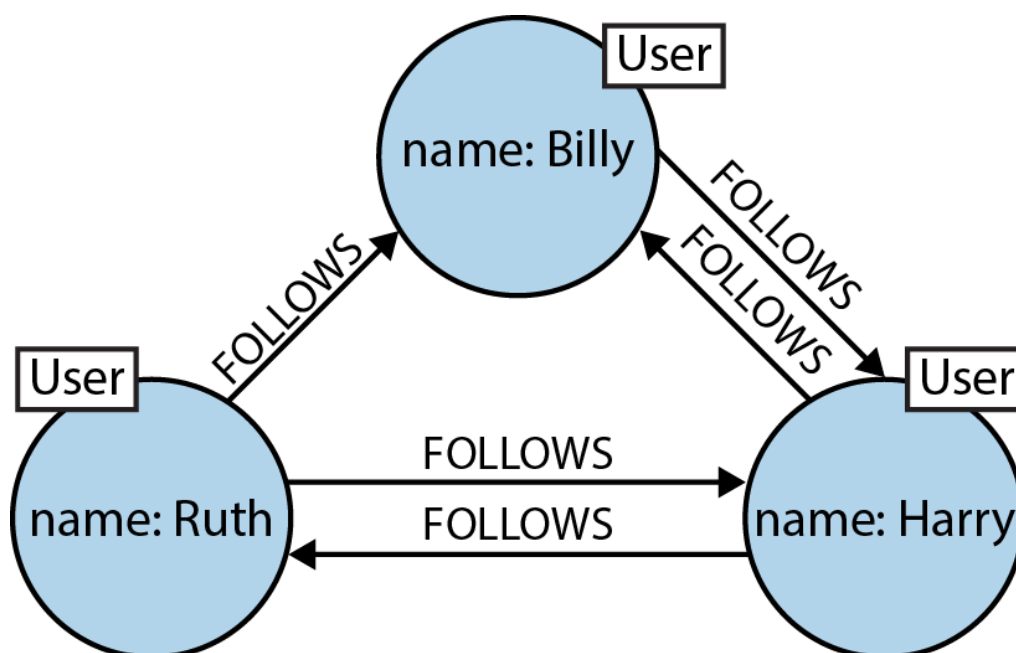 User
name: Billy
FOLLOWS
FOLLOWS
FOLLOWS
User
User
name: Ruth
FOLLOWS
FOLLOWS
name: Harry